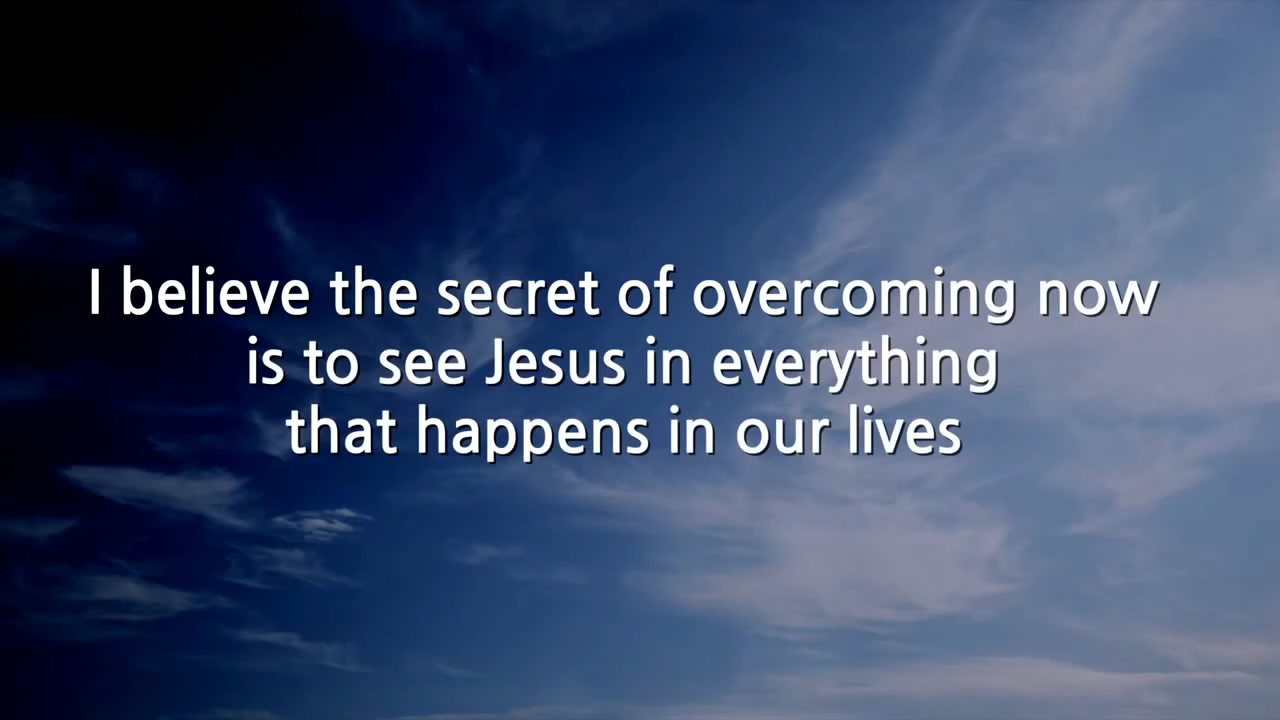 I believe the secret of overcoming now
is to see Jesus in everything
that happens in our lives